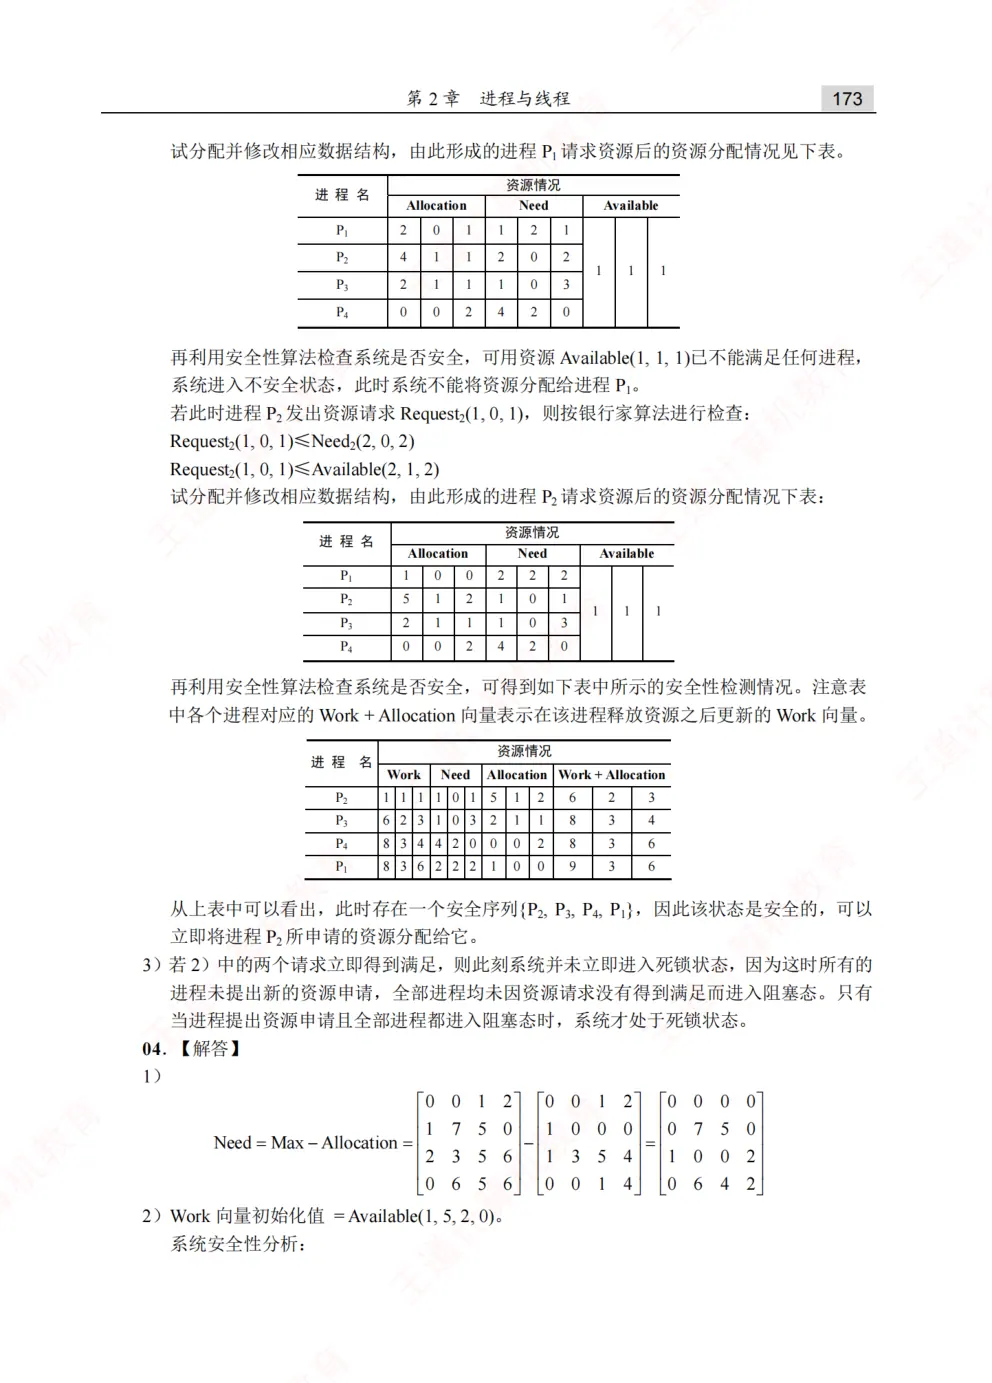 第 2 章 进程与线程 173
试分配并修改相应数据结构，由此形成的进程 P1 请求资源后的资源分配情况见下表。
进 程 名 资源情况
Allocation Need Available
P1 2 0 1 1 2 1
P2 4 1 1 2 0 2
1 1 1
P3 2 1 1 1 0 3
P4 0 0 2 4 2 0
再利用安全性算法检查系统是否安全，可用资源 Available(1, 1, 1)已不能满足任何进程，
系统进入不安全状态，此时系统不能将资源分配给进程 P1。
若此时进程 P2 发出资源请求 Request2(1, 0, 1)，则按银行家算法进行检查：
Request2(1, 0, 1)≤Need2(2, 0, 2)
Request2(1, 0, 1)≤Available(2, 1, 2)
试分配并修改相应数据结构，由此形成的进程 P2 请求资源后的资源分配情况下表：
进 程 名 资源情况
Allocation Need Available
P1 1 0 0 2 2 2
P2 5 1 2 1 0 1
1 1 1
P3 2 1 1 1 0 3
P4 0 0 2 4 2 0
再利用安全性算法检查系统是否安全，可得到如下表中所示的安全性检测情况。注意表
中各个进程对应的 Work + Allocation 向量表示在该进程释放资源之后更新的 Work 向量。
进 程 名 资源情况
Work Need Allocation Work + Allocation
P2 1 1 1 1 0 1 5 1 2 6 2 3
P3 6 2 3 1 0 3 2 1 1 8 3 4
P4 8 3 4 4 2 0 0 0 2 8 3 6
P1 8 3 6 2 2 2 1 0 0 9 3 6
从上表中可以看出，此时存在一个安全序列{P2, P3, P4, P1}，因此该状态是安全的，可以
立即将进程 P2 所申请的资源分配给它。
3）若 2）中的两个请求立即得到满足，则此刻系统并未立即进入死锁状态，因为这时所有的
进程未提出新的资源申请，全部进程均未因资源请求没有得到满足而进入阻塞态。只有
当进程提出资源申请且全部进程都进入阻塞态时，系统才处于死锁状态。
04.【解答】
1）
0 0 1 2 0 0 1 2 0 0 0 0
1 7 5 0 1 0 0 0 0 7 5 0
Need = Max − Allocation = − =
2 3 5 6 1 3 5 4 1 0 0 2
0 6 5 6 0 0 1 4 0 6 4 2
2）Work 向量初始化值 = Available(1, 5, 2, 0)。
系统安全性分析：